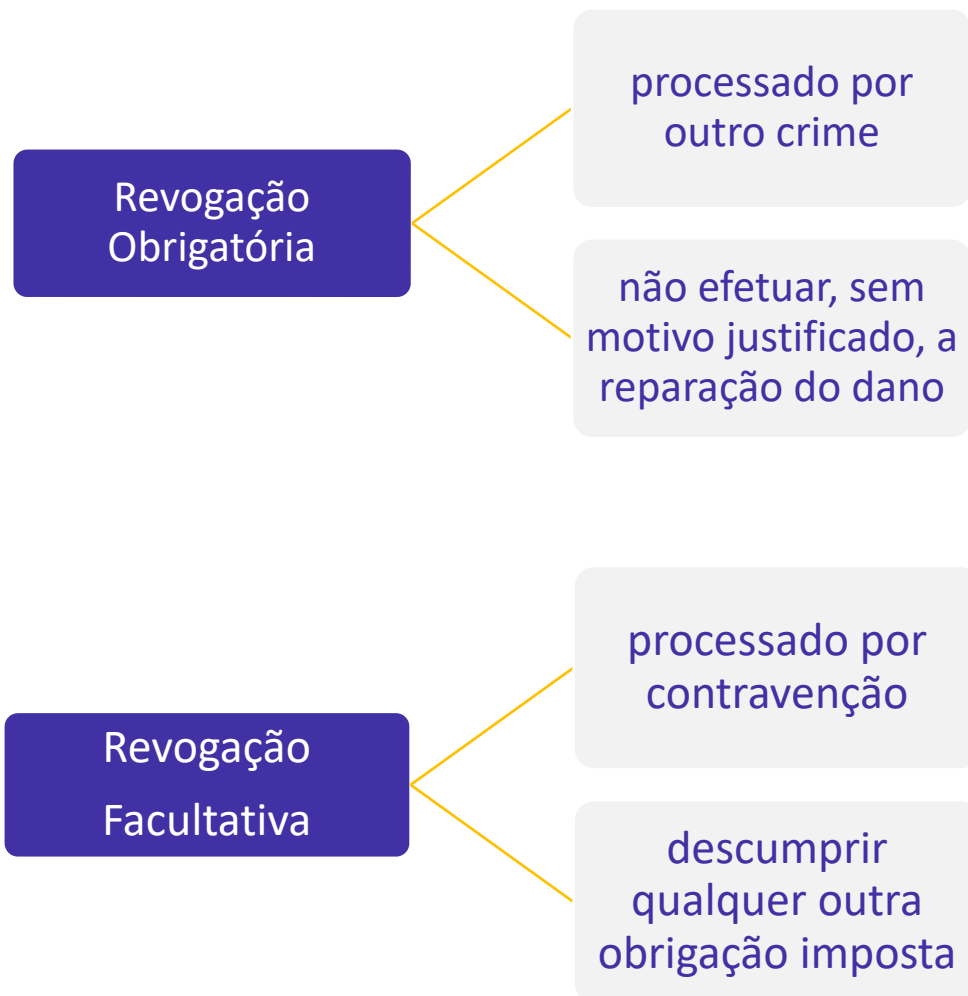 Revogação
Obrigatória
processado por
outro crime
não efetuar, sem
motivo justificado, a
reparação do dano
Revogação
Facultativa
processado por
contravenção
descumprir
qualquer outra
obrigação imposta